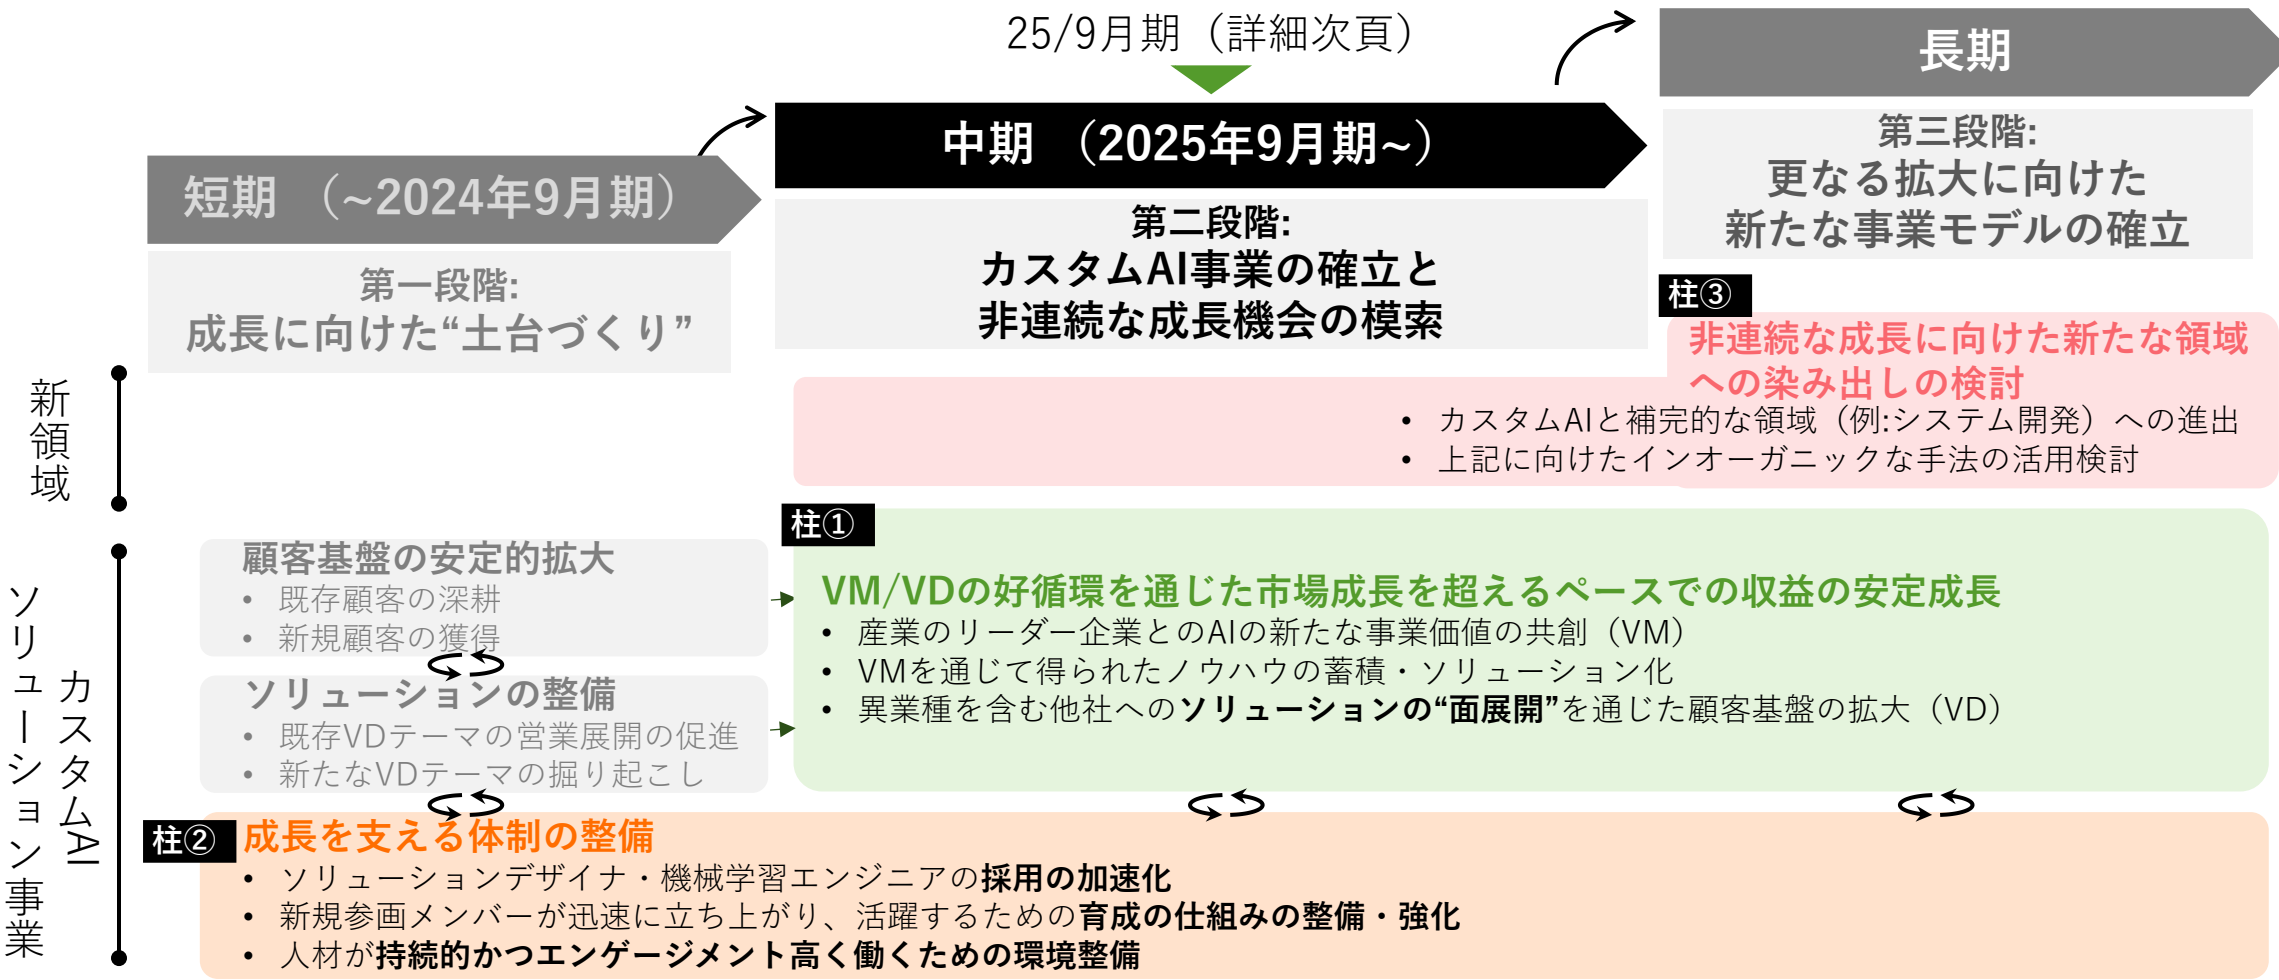 25/9月期（詳細次頁）
短期 （~2024年9月期）
第一段階:
成長に向けた“土台づくり”
中期 （2025年9月期~）
第二段階:
カスタムAI事業の確立と
非連続な成長機会の模索
長期
第三段階:
更なる拡大に向けた
新たな事業モデルの確立
新領域
柱③
非連続な成長に向けた新たな領域
への染み出しの検討
• カスタムAIと補完的な領域（例:システム開発）への進出
• 上記に向けたインオーガニックな手法の活用検討
カスタムAI
ソリューション事業
顧客基盤の安定的拡大
• 既存顧客の深耕
• 新規顧客の獲得
ソリューションの整備
• 既存VDテーマの営業展開の促進
• 新たなVDテーマの掘り起こし
柱①
VM/VDの好循環を通じた市場成長を超えるペースでの収益の安定成長
• 産業のリーダー企業とのAIの新たな事業価値の共創（VM）
• VMを通じて得られたノウハウの蓄積・ソリューション化
• 異業種を含む他社へのソリューションの“面展開”を通じた顧客基盤の拡大（VD）
柱②
成長を支える体制の整備
• ソリューションデザイナ・機械学習エンジニアの採用の加速化
• 新規参画メンバーが迅速に立ち上がり、活躍するための育成の仕組みの整備・強化
• 人材が持続的かつエンゲージメント高く働くための環境整備